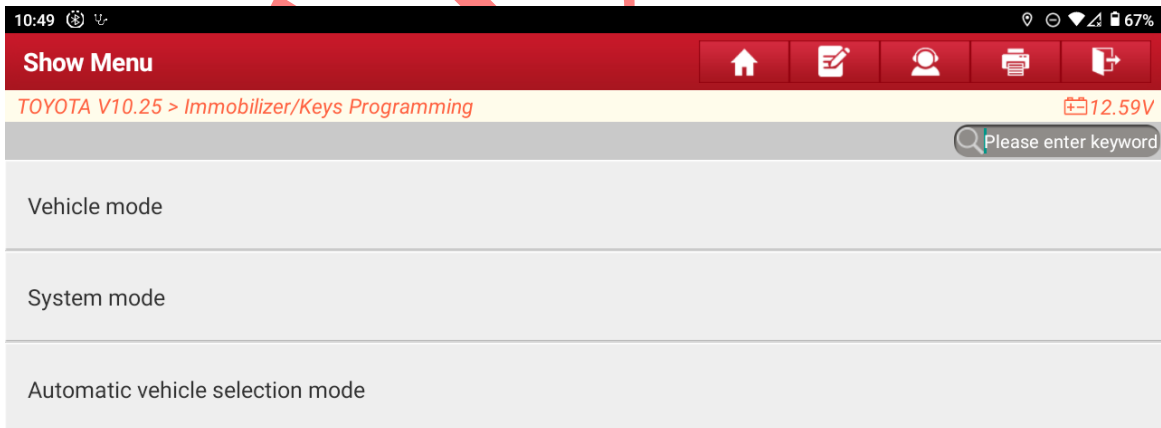 10:49 67%
Show Menu
TOYOTA V10.25 > Immobilizer/Keys Programming 12.59V
Please enter keyword
Vehicle mode
System mode
Automatic vehicle selection mode